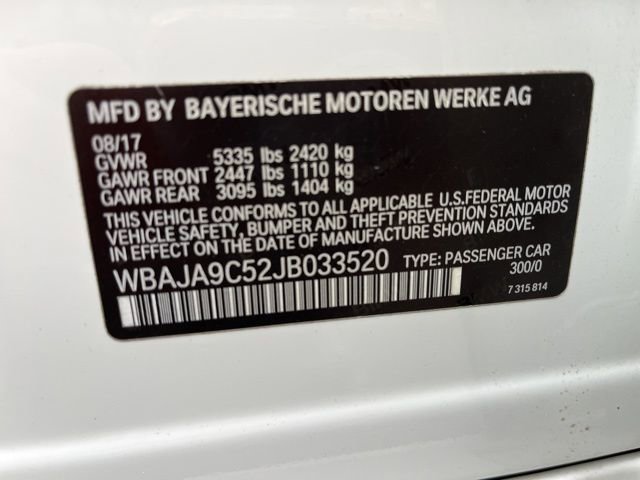 MFD BY BAYERISCHE MOTOREN WERKE AG
08/17
GVWR 5335 lbs 2420 kg
GAWR FRONT 2447 lbs 1110 kg
GAWR REAR 3095 lbs 1404 kg
THIS VEHICLE CONFORMS TO ALL APPLICABLE U.S.FEDERAL MOTOR
VEHICLE SAFETY, BUMPER AND THEFT PREVENTION STANDARDS
IN EFFECT ON THE DATE OF MANUFACTURE SHOWN ABOVE.
WBAJA9C52JB033520 TYPE: PASSENGER CAR
300/0
7 315 814